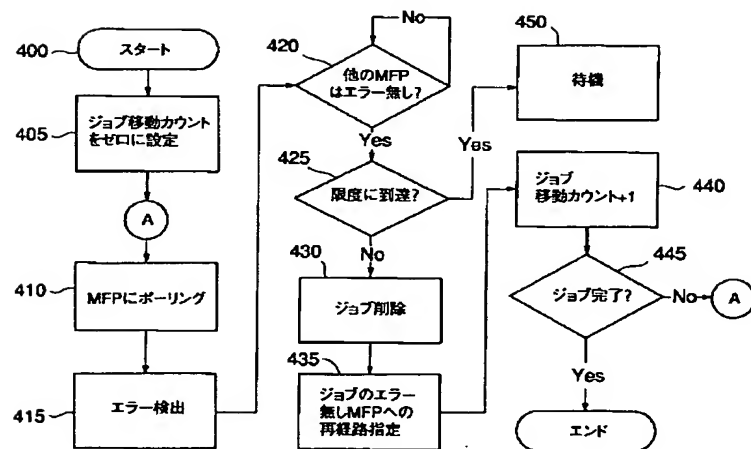 400
スタート
405
ジョブ移動カウント
をゼロに設定
A
410
MFPにポーリング
415
エラー検出
420
No
他のMFP
はエラー無し?
Yes
425
限度に到達?
Yes
No
430
ジョブ削除
435
ジョブのエラー
無しMFPへの
再経路指定
450
待機
440
ジョブ
移動カウント+1
445
ジョブ完了?
No
A
Yes
エンド